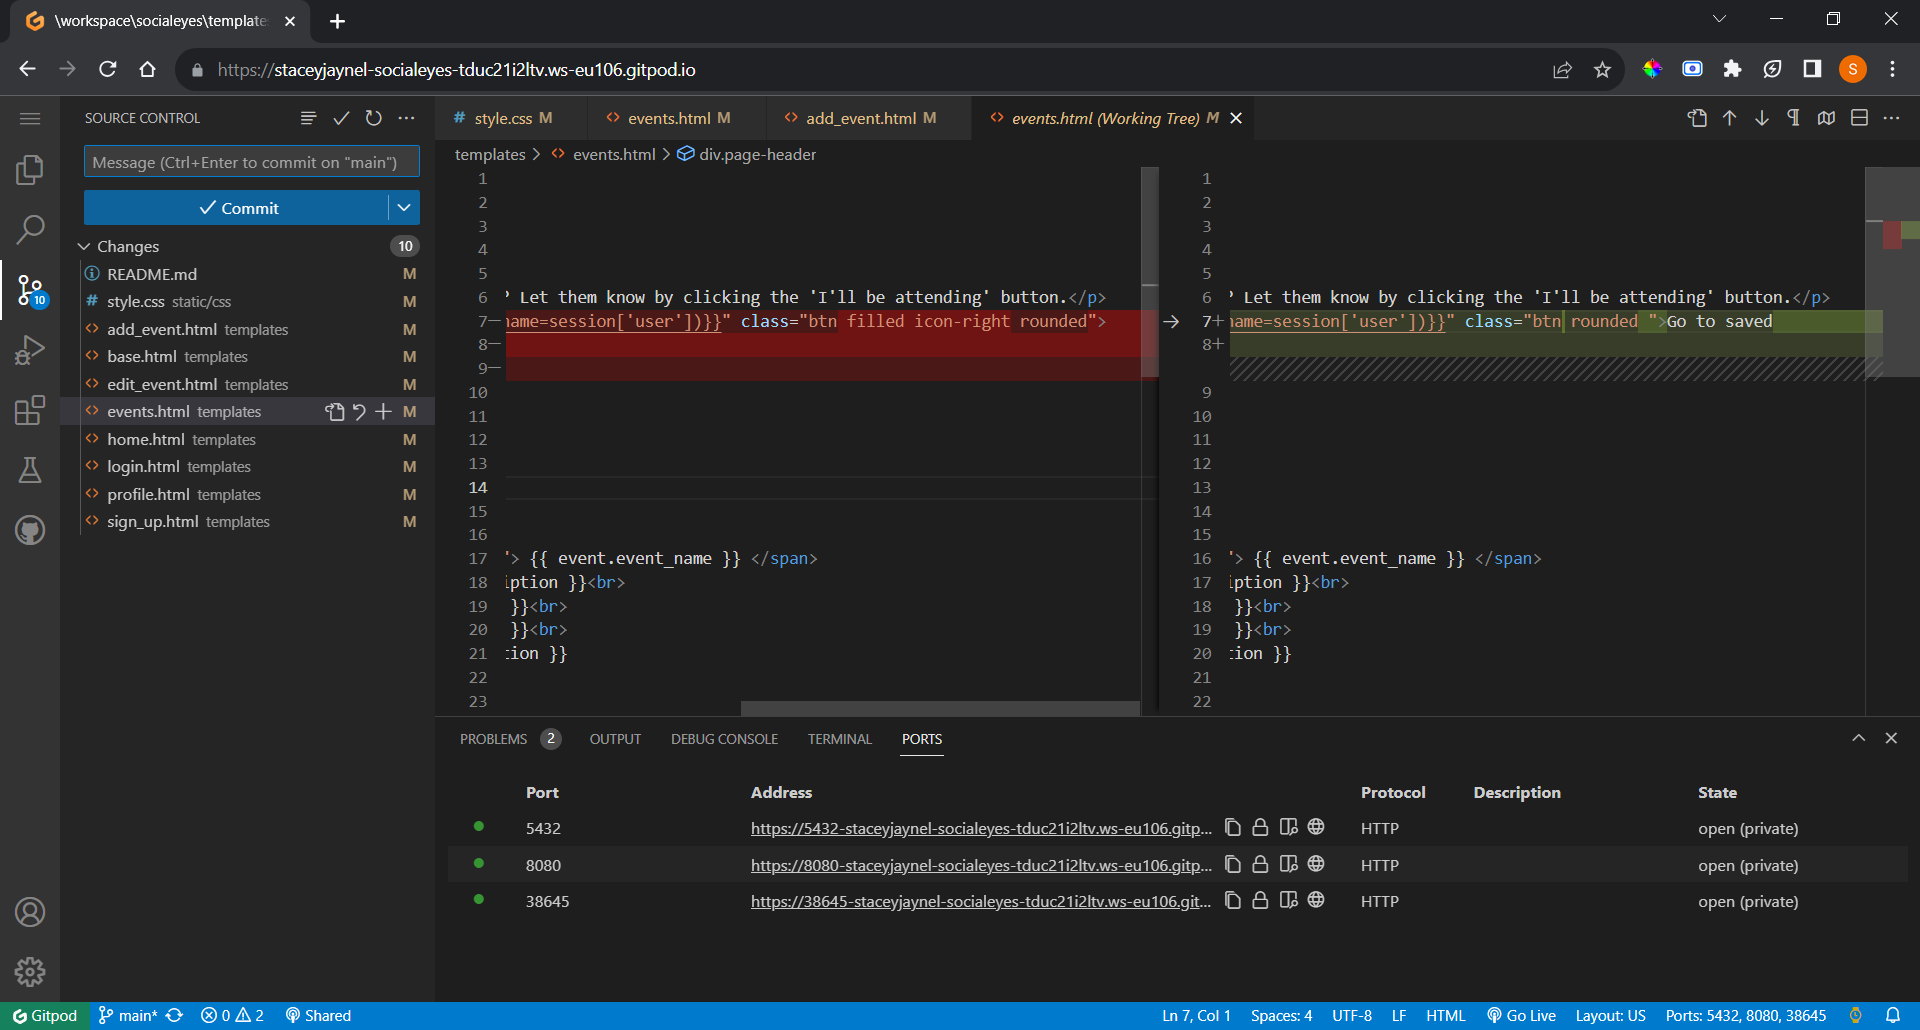 \workspace\socialeyes\template
https://staceyjaynel-socialeyes-tduc21i2ltv.ws-eu106.gitpod.io
S
SOURCE CONTROL
Message (Ctrl+Enter to commit on "main")
Commit
Changes 10
README.md M
style.css static/css M
add_event.html templates M
base.html templates M
edit_event.html templates M
events.html templates M
home.html templates M
login.html templates M
profile.html templates M
sign_up.html templates M
10
style.css M
events.html M
add_event.html M
events.html (Working Tree) M
templates > events.html > div.page-header
1
2
3
4
5
6 ? Let them know by clicking the 'I'll be attending' button.</p>
7— name=session['user'])}}" class="btn filled icon-right rounded">
8—
9—
10
11
12
13
14
15
16
17 "> {{ event.event_name }} </span>
18 iption }}<br>
19 }}<br>
20 }}<br>
21 tion }}
22
23
1
2
3
4
5
6 ? Let them know by clicking the 'I'll be attending' button.</p>
7+ name=session['user'])}}" class="btn rounded ">Go to saved
8+
9
10
11
12
13
14
15
16 "> {{ event.event_name }} </span>
17 iption }}<br>
18 }}<br>
19 }}<br>
20 tion }}
21
22
PROBLEMS 2 OUTPUT DEBUG CONSOLE TERMINAL PORTS
Port Address Protocol Description State
5432 https://5432-staceyjaynel-socialeyes-tduc21i2ltv.ws-eu106.gitp... HTTP open (private)
8080 https://8080-staceyjaynel-socialeyes-tduc21i2ltv.ws-eu106.gitp... HTTP open (private)
38645 https://38645-staceyjaynel-socialeyes-tduc21i2ltv.ws-eu106.git... HTTP open (private)
Gitpod main* 0 2 Shared Ln 7, Col 1 Spaces: 4 UTF-8 LF HTML Go Live Layout: US Ports: 5432, 8080, 38645